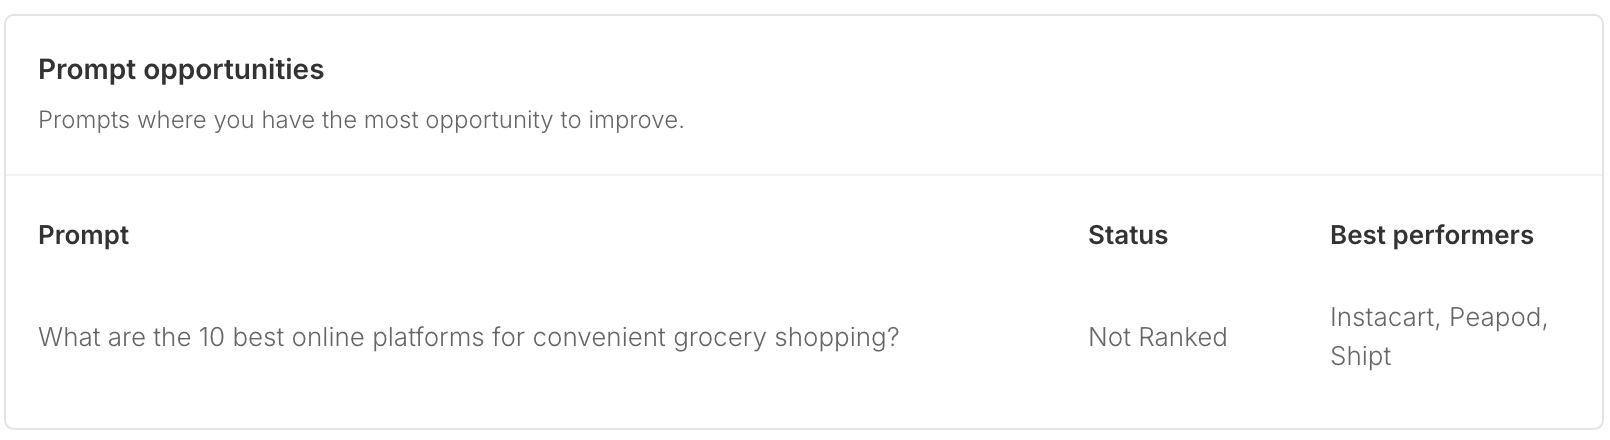 Prompt opportunities
Prompts where you have the most opportunity to improve.
Prompt Status Best performers
What are the 10 best online platforms for convenient grocery shopping? Not Ranked Instacart, Peapod,
Shipt